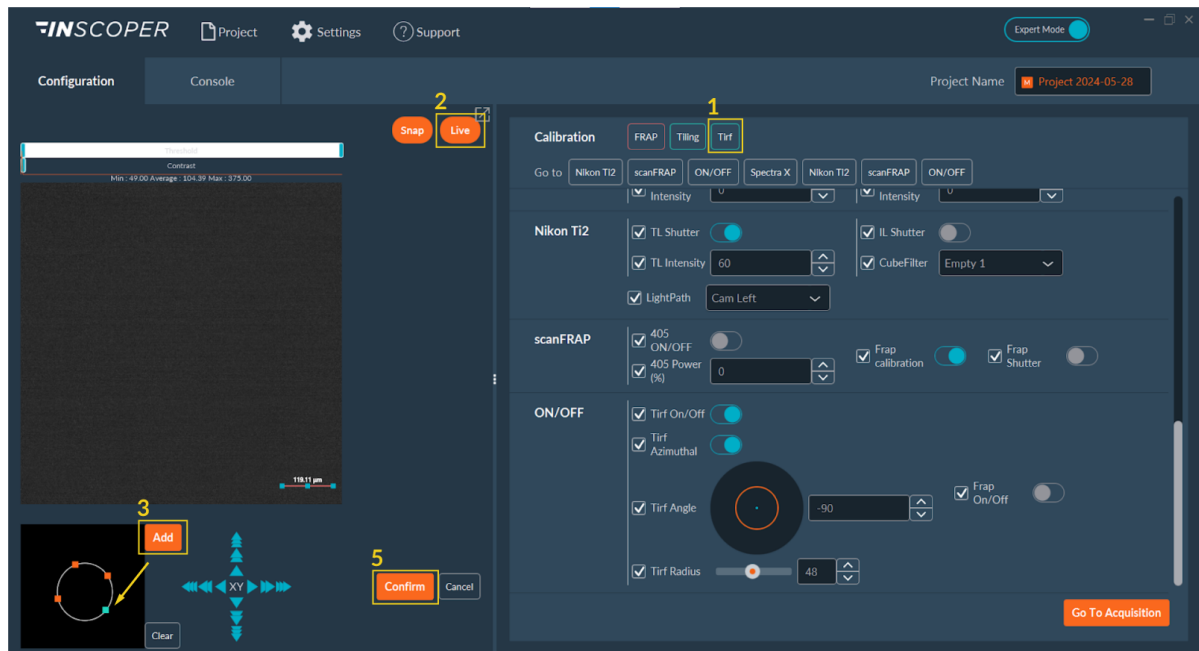 INSCOPER Project Settings ? Support Expert Mode
Configuration Console Project Name M Project 2024-05-28
2
Snap Live
Threshold
Contrast
Min : 49.00 Average : 104.39 Max : 375.00
119.11 µm
3
Add
XY
Clear
5
Confirm Cancel
1
Calibration FRAP Tiling Tirf
Go to Nikon Ti2 scanFRAP ON/OFF Spectra X Nikon Ti2 scanFRAP ON/OFF
Intensity 0 Intensity 0
Nikon Ti2 TL Shutter IL Shutter
TL Intensity 60 CubeFilter Empty 1
LightPath Cam Left
scanFRAP 405
ON/OFF
405 Power
(%) 0
Frap
calibration
Frap
Shutter
ON/OFF Tirf On/Off
Tirf
Azimuthal
Tirf Angle -90
Frap
On/Off
Tirf Radius 48
Go To Acquisition